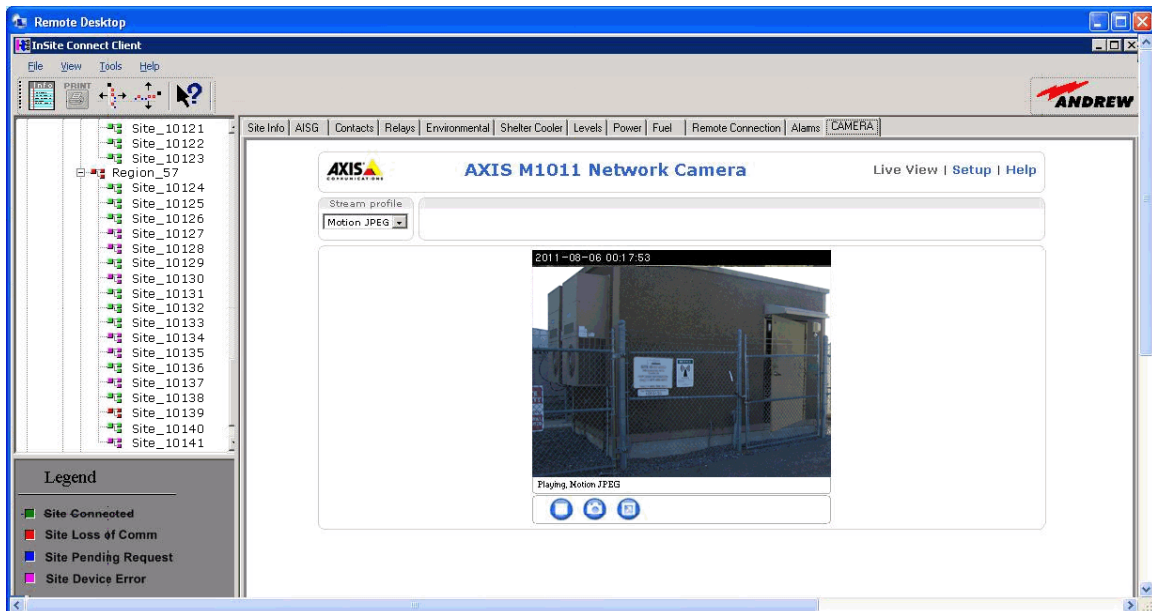 Remote Desktop
InSite Connect Client
File View Tools Help
Info
PRINT
ANDREW
Site_10121
Site_10122
Site_10123
Region_57
Site_10124
Site_10125
Site_10126
Site_10127
Site_10128
Site_10129
Site_10130
Site_10131
Site_10132
Site_10133
Site_10134
Site_10135
Site_10136
Site_10137
Site_10138
Site_10139
Site_10140
Site_10141
Legend
Site Connected
Site Loss of Comm
Site Pending Request
Site Device Error
Site Info AISG Contacts Relays Environmental Shelter Cooler Levels Power Fuel Remote Connection Alarms CAMERA
AXIS
COMMUNICATIONS
AXIS M1011 Network Camera
Live View | Setup | Help
Stream profile
Motion JPEG
2011-08-06 00:17:53
Playing, Motion JPEG